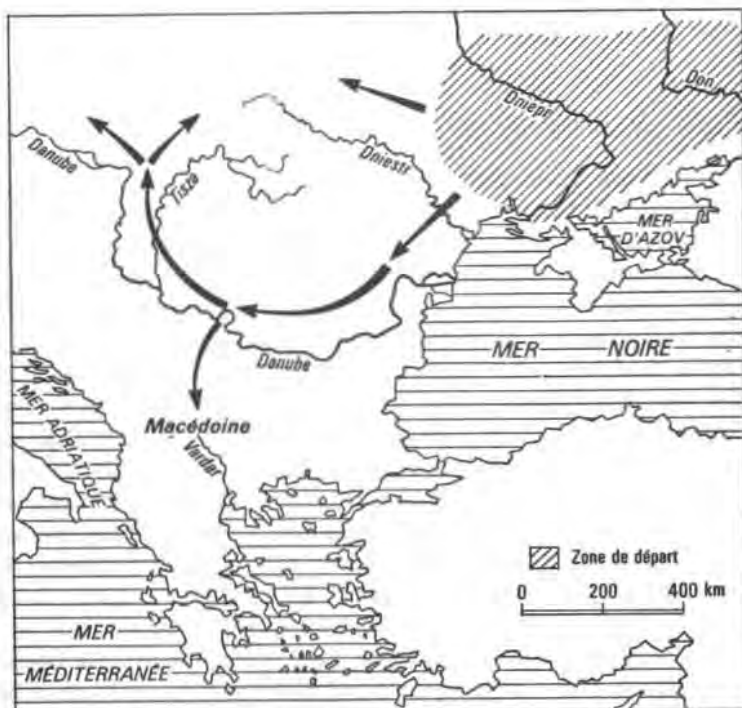 Don
Dniepr
Danube
Dniestr
Tisza
MER
D'AZOV
MER NOIRE
Danube
Macédoine
Vardar
MER ADRIATIQUE
Zone de départ
0 200 400 km
MER
MÉDITERRANÉE